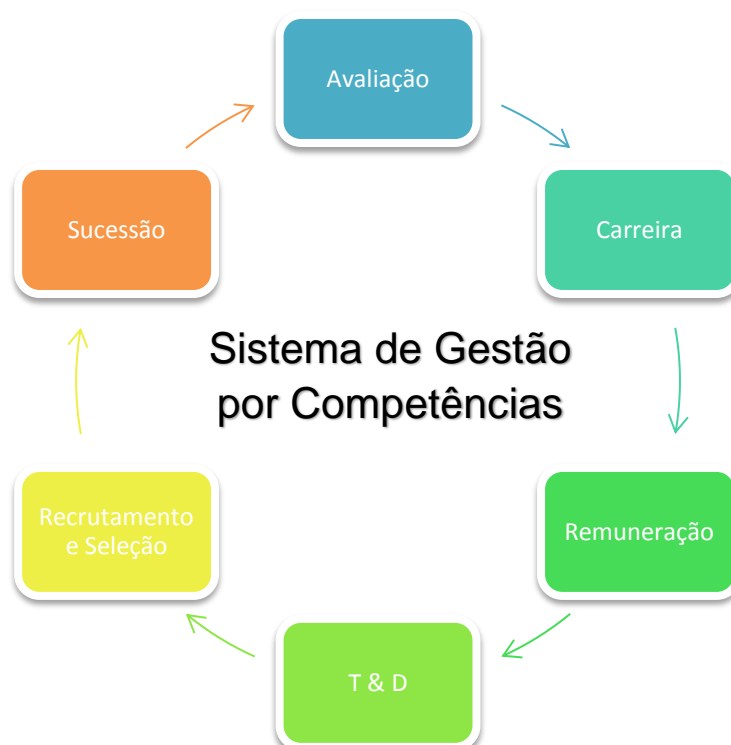 Avaliação
Carreira
Remuneração
T & D
Recrutamento
e Seleção
Sucessão
Sistema de Gestão
por Competências